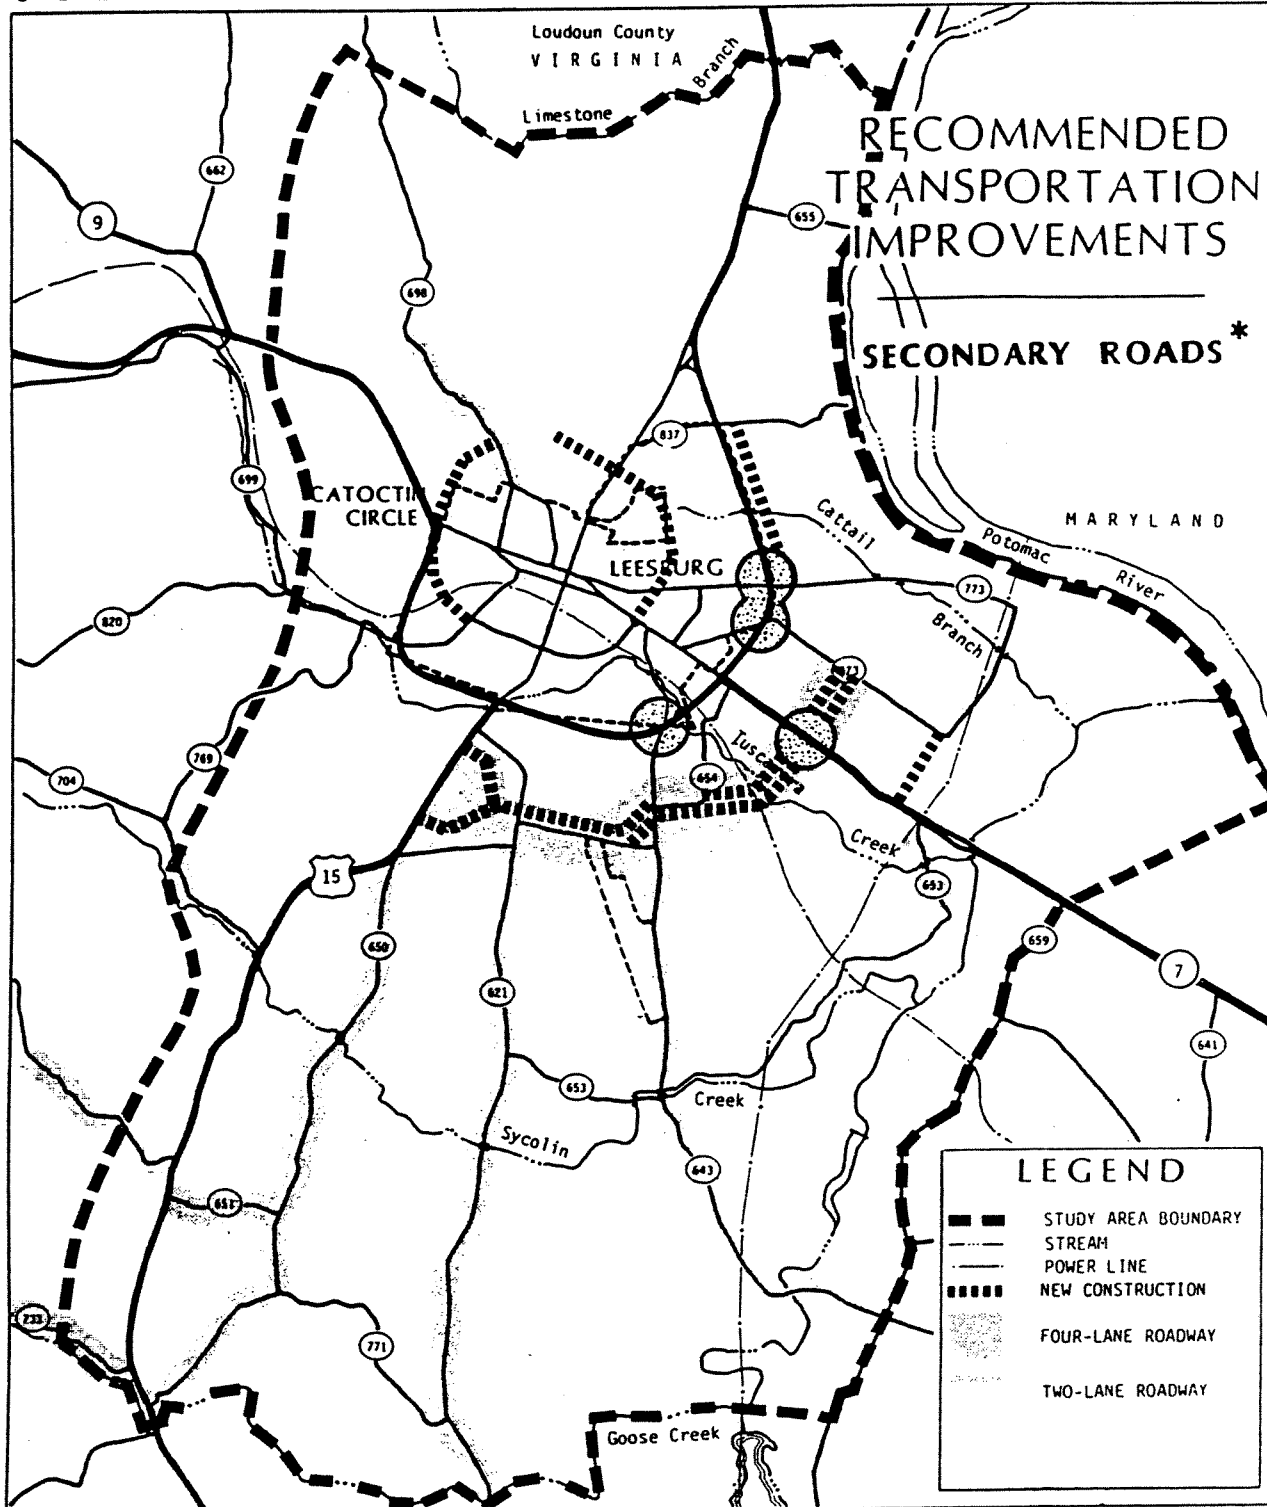 Loudoun County
VIRGINIA
Limestone
Branch
RECOMMENDED
TRANSPORTATION
IMPROVEMENTS
SECONDARY ROADS*
662
9
655
698
837
699
CATOCTIN
CIRCLE
LEESBURG
Cattail
Branch
MARYLAND
Potomac
River
773
820
773
769
704
654
Tusc
Creek
15
653
650
659
621
7
641
653
Creek
Sycolin
643
651
233
771
Goose Creek
LEGEND
STUDY AREA BOUNDARY
STREAM
POWER LINE
NEW CONSTRUCTION
FOUR-LANE ROADWAY
TWO-LANE ROADWAY